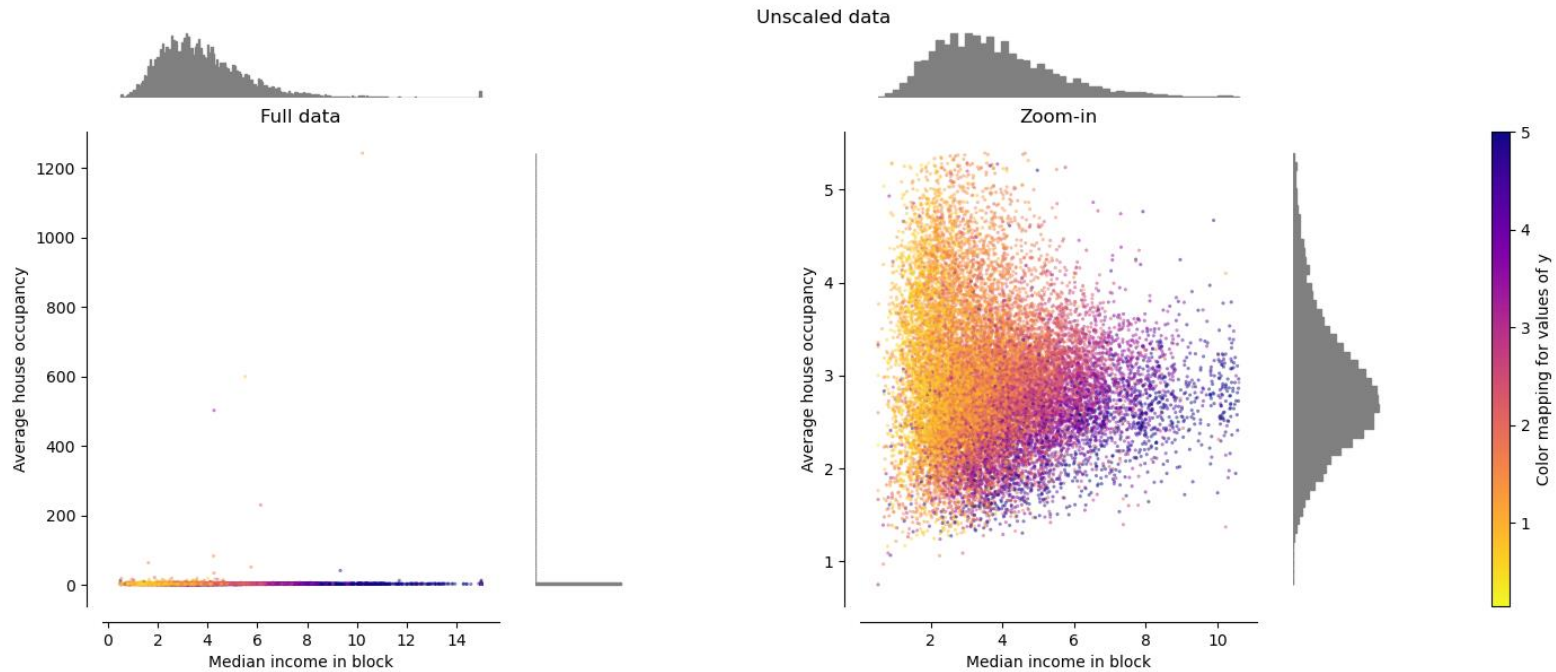 Unscaled data
Full data
1200
1000
800
600
400
200
0
Average house occupancy
0 2 4 6 8 10 12 14
Median income in block
Zoom-in
5
4
3
2
1
Average house occupancy
2 4 6 8 10
Median income in block
5
4
3
2
1
Color mapping for values of y